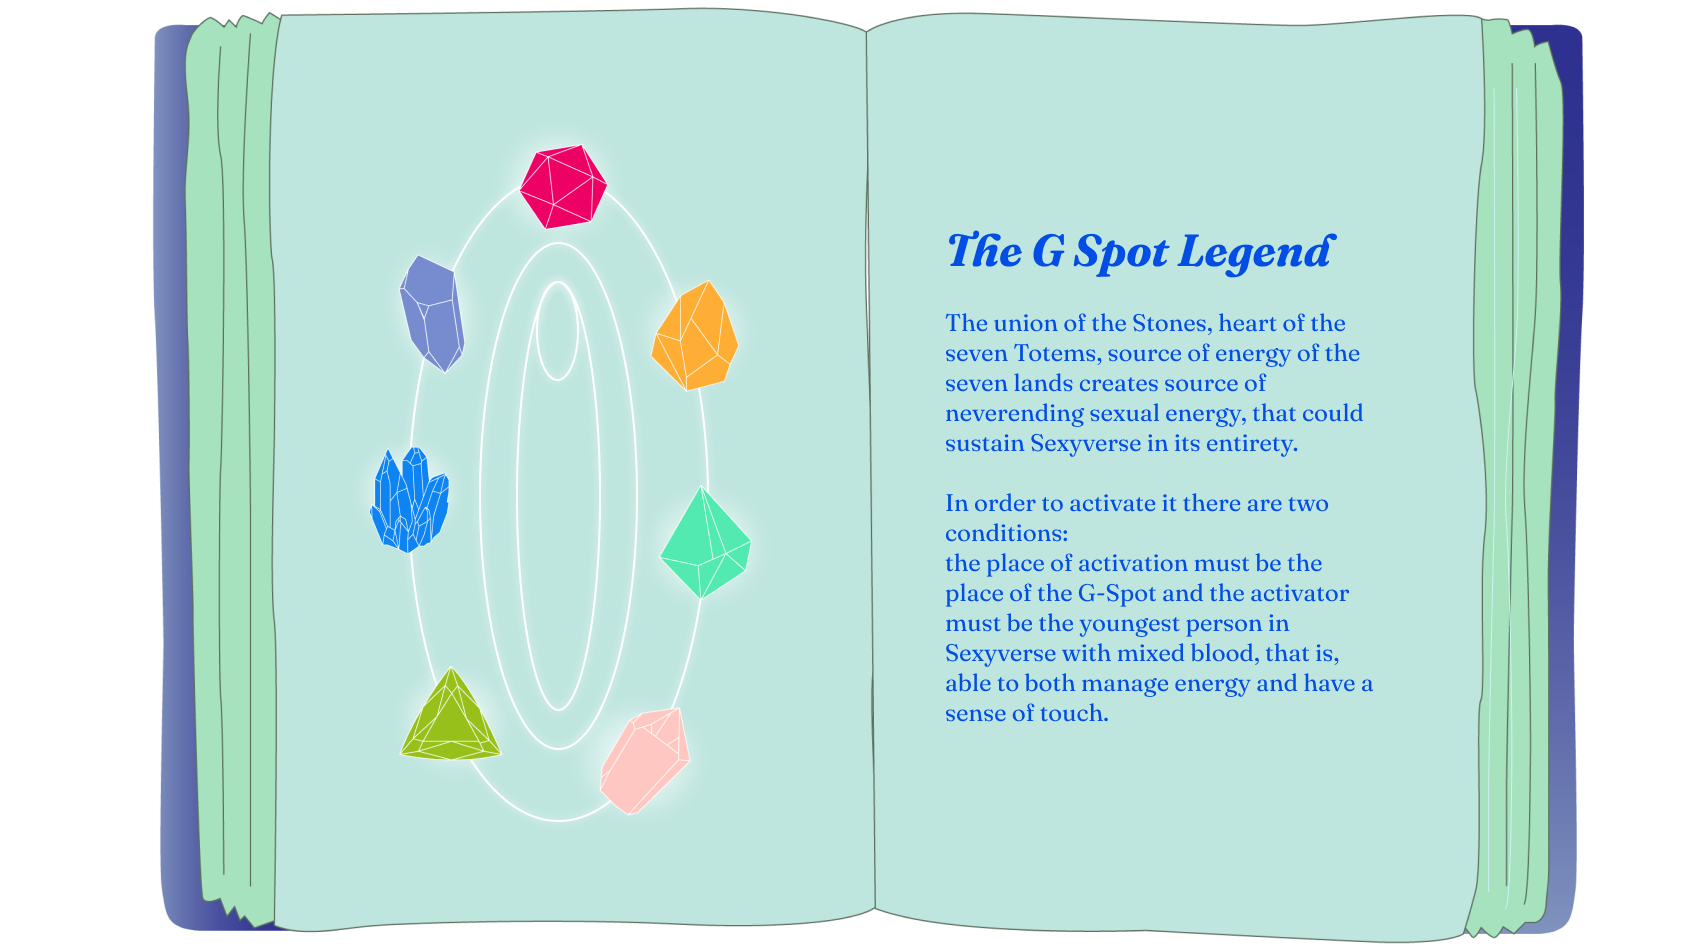 The G Spot Legend
The union of the Stones, heart of the
seven Totems, source of energy of the
seven lands creates source of
neverending sexual energy, that could
sustain Sexyverse in its entirety.
In order to activate it there are two
conditions:
the place of activation must be the
place of the G-Spot and the activator
must be the youngest person in
Sexyverse with mixed blood, that is,
able to both manage energy and have a
sense of touch.